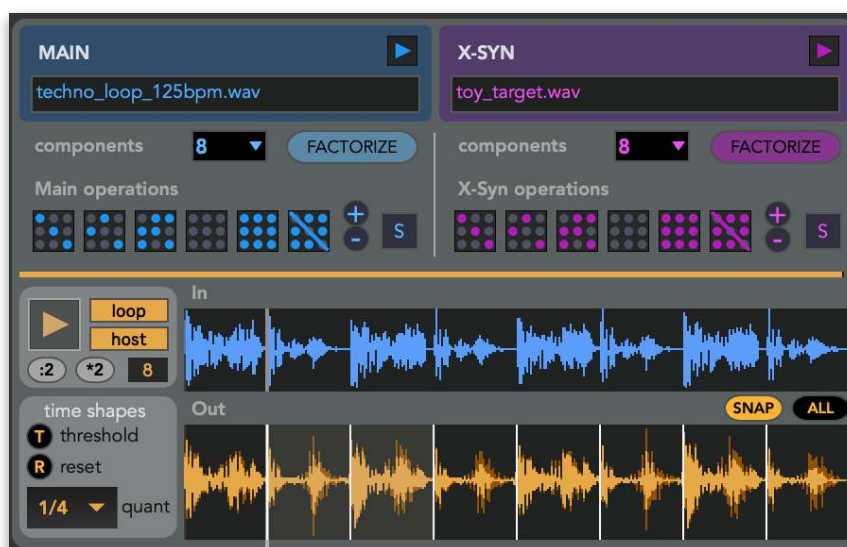 MAIN
techno_loop_125bpm.wav
components 8 FACTORIZE
Main operations
+
-
S
X-SYN
toy_target.wav
components 8 FACTORIZE
X-Syn operations
+
-
S
loop
host
:2 *2 8
In
time shapes
T threshold
R reset
1/4 quant
Out
SNAP ALL